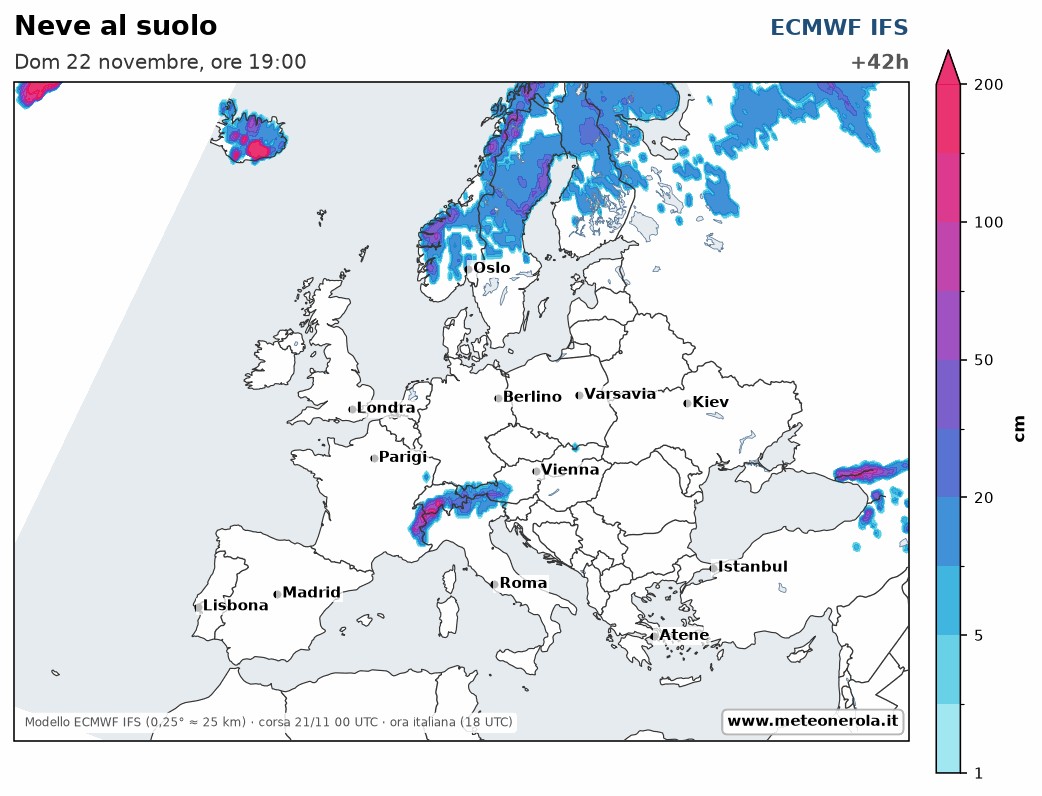 Neve al suolo
ECMWF IFS
Dom 22 novembre, ore 19:00
+42h
200
100
50
20
5
1
cm
Oslo
Londra
Berlino
Varsavia
Kiev
Parigi
Vienna
Istanbul
Roma
Madrid
Lisbona
Atene
Modello ECMWF IFS (0,25° ≈ 25 km) · corsa 21/11 00 UTC · ora italiana (18 UTC)
www.meteonerola.it